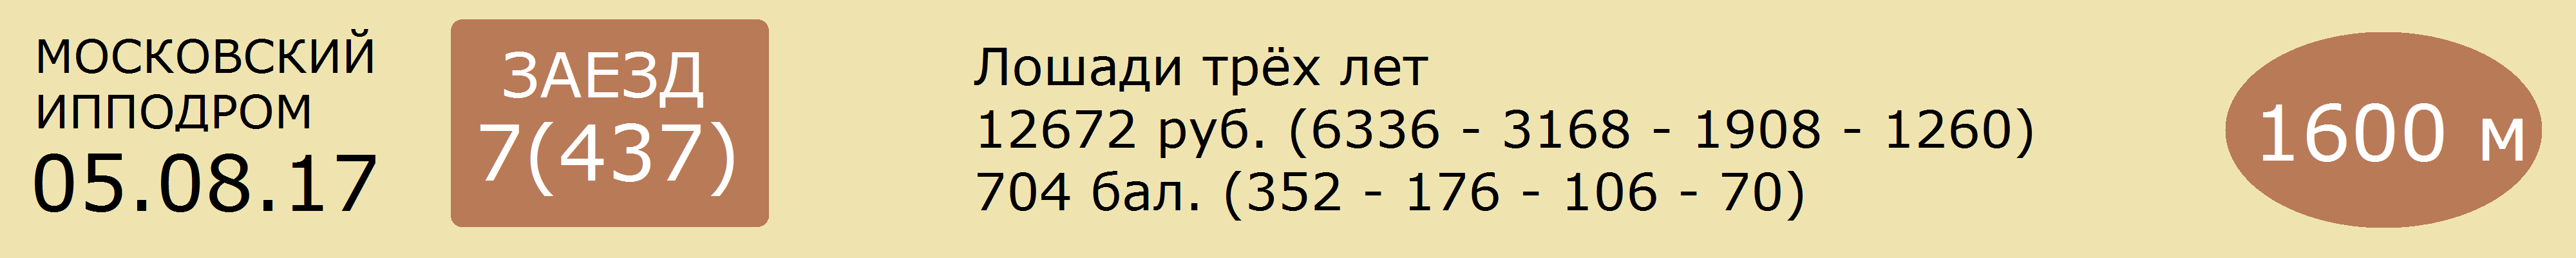 МОСКОВСКИЙ
ИППОДРОМ
05.08.17
ЗАЕЗД
7(437)
Лошади трёх лет
12672 руб. (6336 - 3168 - 1908 - 1260)
704 бал. (352 - 176 - 106 - 70)
1600 м